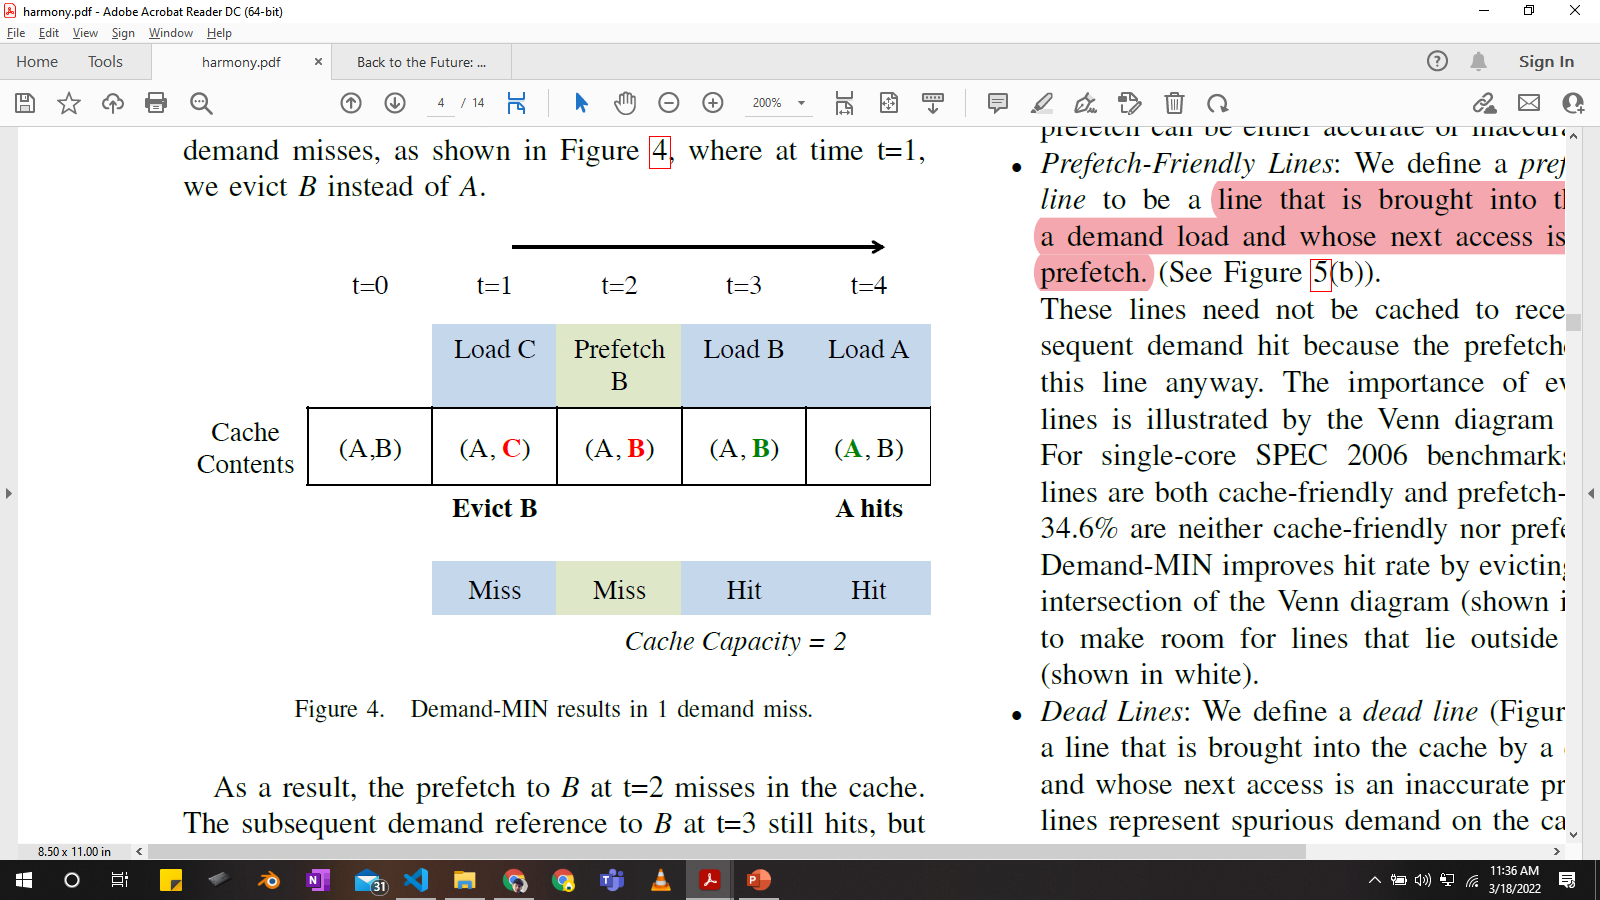 harmony.pdf - Adobe Acrobat Reader DC (64-bit)
File Edit View Sign Window Help
Home Tools harmony.pdf × Back to the Future: ... Sign In
4 / 14 200%
demand misses, as shown in Figure 4, where at time t=1,
we evict B instead of A.
t=0 t=1 t=2 t=3 t=4
Load C Prefetch B Load B Load A
Cache Contents (A,B) (A, C) (A, B) (A, B) (A, B)
Evict B A hits
Miss Miss Hit Hit
Cache Capacity = 2
Figure 4. Demand-MIN results in 1 demand miss.
As a result, the prefetch to B at t=2 misses in the cache.
The subsequent demand reference to B at t=3 still hits, but
prefetch can be either accurate or
• Prefetch-Friendly Lines: We define a
line to be a line that is brought into
a demand load and whose next access is
prefetch. (See Figure 5(b)).
These lines need not be cached to
sequent demand hit because the
this line anyway. The importance of
lines is illustrated by the Venn diagram
For single-core SPEC 2006
lines are both cache-friendly and prefetch-
34.6% are neither cache-friendly nor
Demand-MIN improves hit rate by
intersection of the Venn diagram (shown
to make room for lines that lie outside
(shown in white).
• Dead Lines: We define a dead line
a line that is brought into the cache by a
and whose next access is an inaccurate
lines represent spurious demand on the
8.50 x 11.00 in
31
11:36 AM
3/18/2022